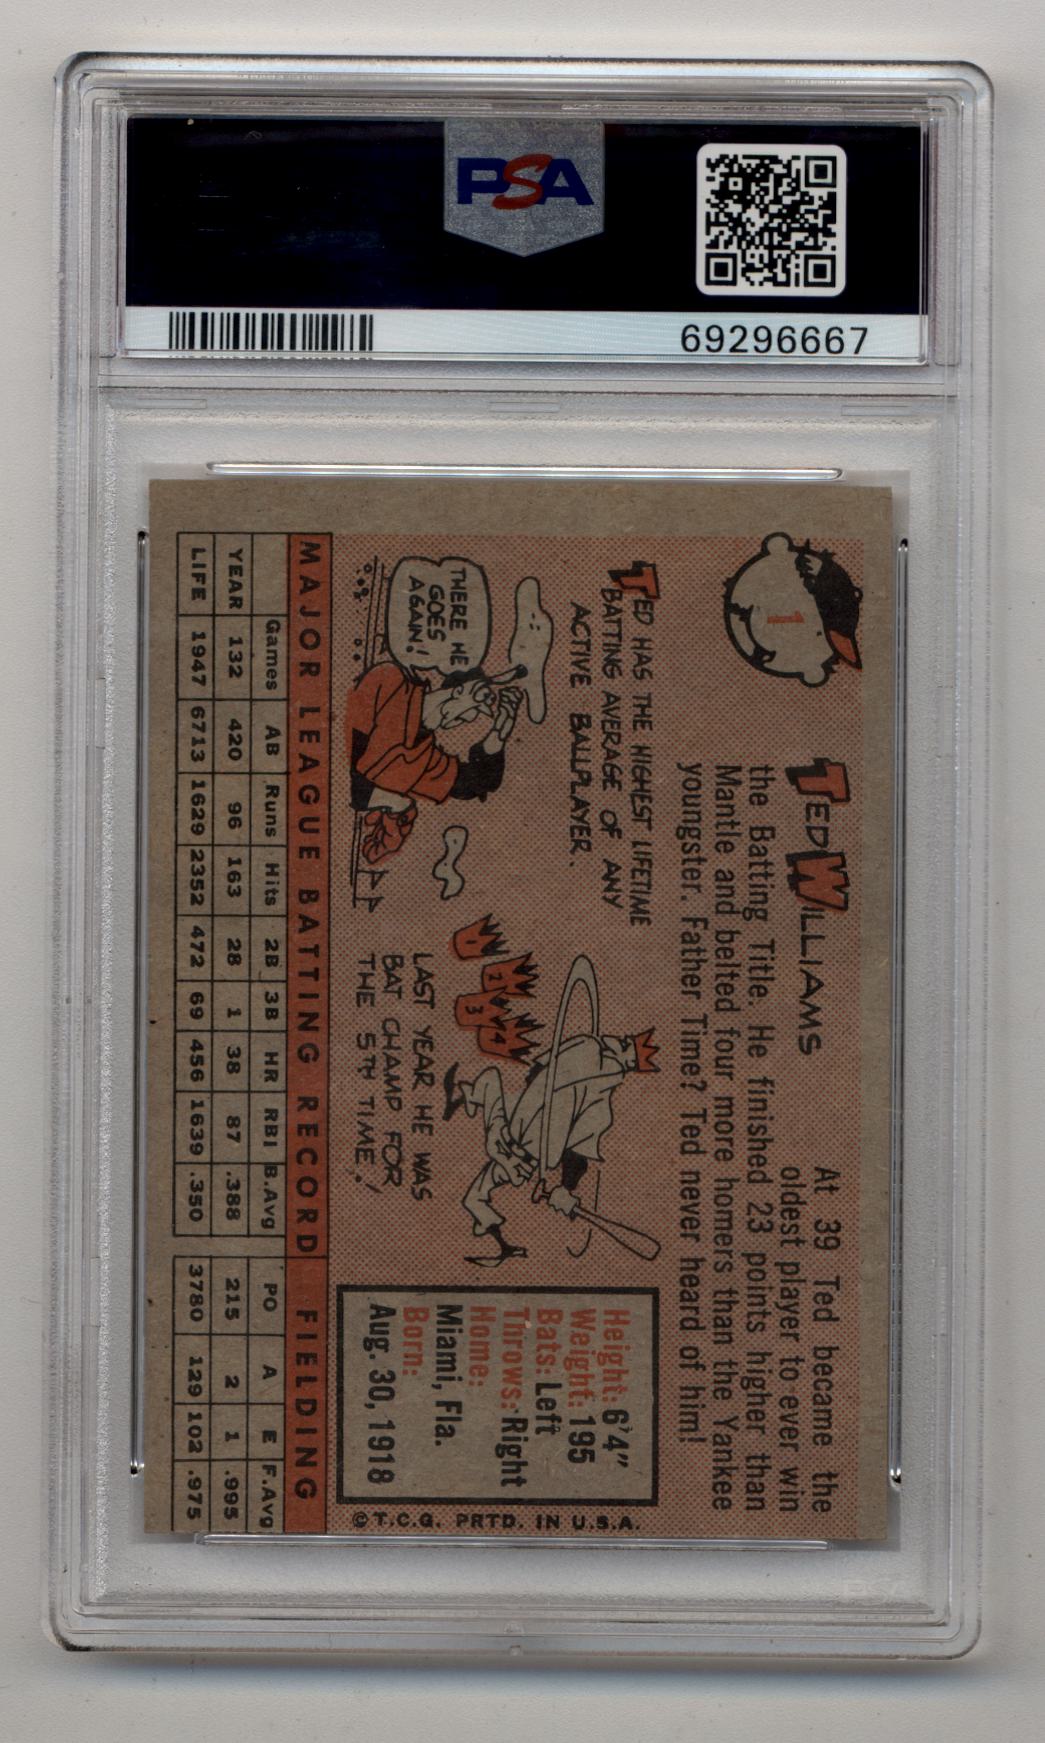 PSA
69296667
1
TED WILLIAMS
At 39 Ted became the
oldest player to ever win
the Batting Title. He finished 23 points higher than
Mantle and belted four more homers than the Yankee
youngster. Father Time? Ted never heard of him!
TED HAS THE HIGHEST LIFETIME
BATTING AVERAGE OF ANY
ACTIVE BALLPLAYER.
THERE HE
GOES
AGAIN!
1
2
3
4
LAST YEAR HE WAS
BAT CHAMP FOR
THE 5TH TIME!
Height: 6'4"
Weight: 195
Bats: Left
Throws: Right
Home:
Miami, Fla.
Born:
Aug. 30, 1918
MAJOR LEAGUE BATTING RECORD FIELDING
Games AB Runs Hits 2B 3B HR RBI B.Avg PO A E F.Avg
YEAR 132 420 96 163 28 1 38 87 .388 215 2 1 .995
LIFE 1947 6713 1629 2352 472 69 456 1639 .350 3780 129 102 .975
©T.C.G. PRTD. IN U.S.A.
PSA